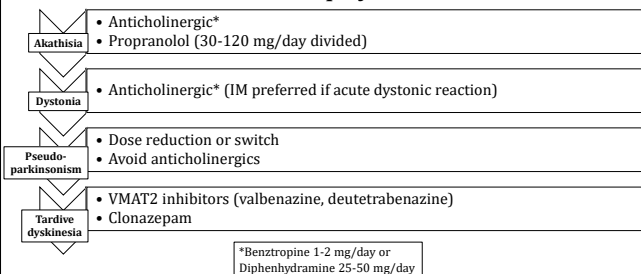 Akathisia
• Anticholinergic*
• Propranolol (30-120 mg/day divided)
Dystonia
• Anticholinergic* (IM preferred if acute dystonic reaction)
Pseudo-
parkinsonism
• Dose reduction or switch
• Avoid anticholinergics
Tardive
dyskinesia
• VMAT2 inhibitors (valbenazine, deutetrabenazine)
• Clonazepam
*Benztropine 1-2 mg/day or
Diphenhydramine 25-50 mg/day